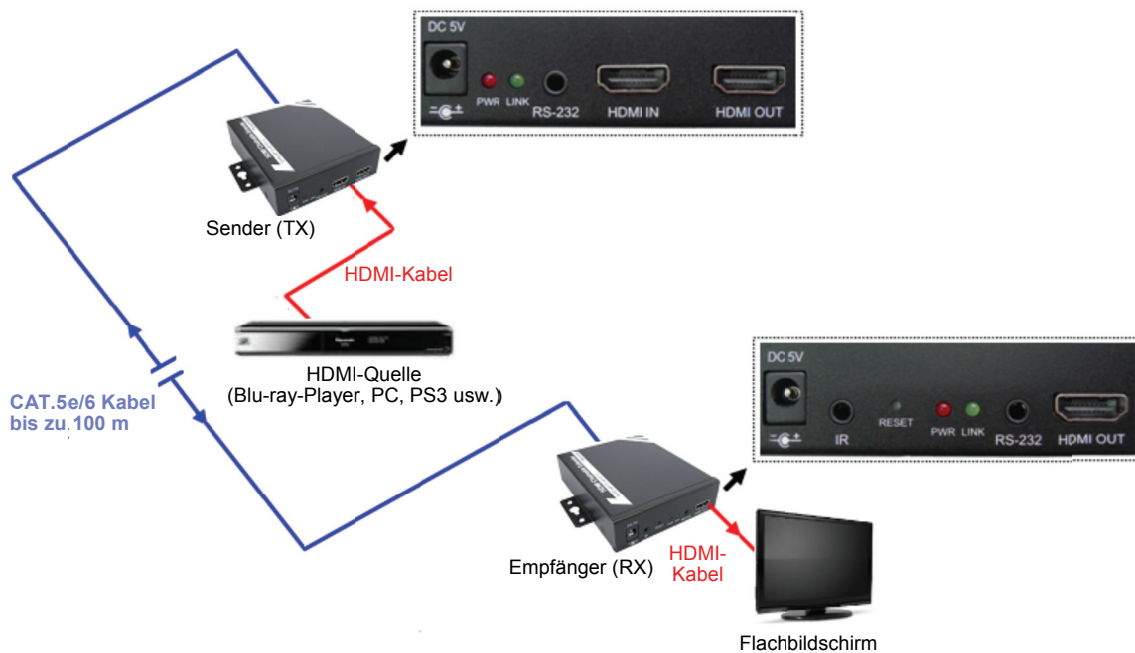 DC 5V
PWR LINK
RS-232
HDMI IN
HDMI OUT
Sender (TX)
HDMI-Kabel
HDMI-Quelle
(Blu-ray-Player, PC, PS3 usw.)
CAT.5e/6 Kabel
bis zu 100 m
DC 5V
IR
RESET
PWR LINK
RS-232
HDMI OUT
Empfänger (RX)
HDMI-
Kabel
Flachbildschirm